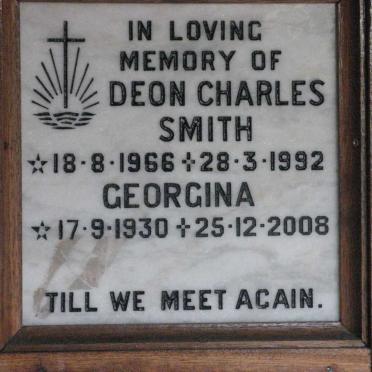 IN LOVING
MEMORY OF
DEON CHARLES
SMITH
☆18·8·1966 ✝28·3·1992
GEORGINA
☆17·9·1930 ✝25·12·2008
TILL WE MEET AGAIN.